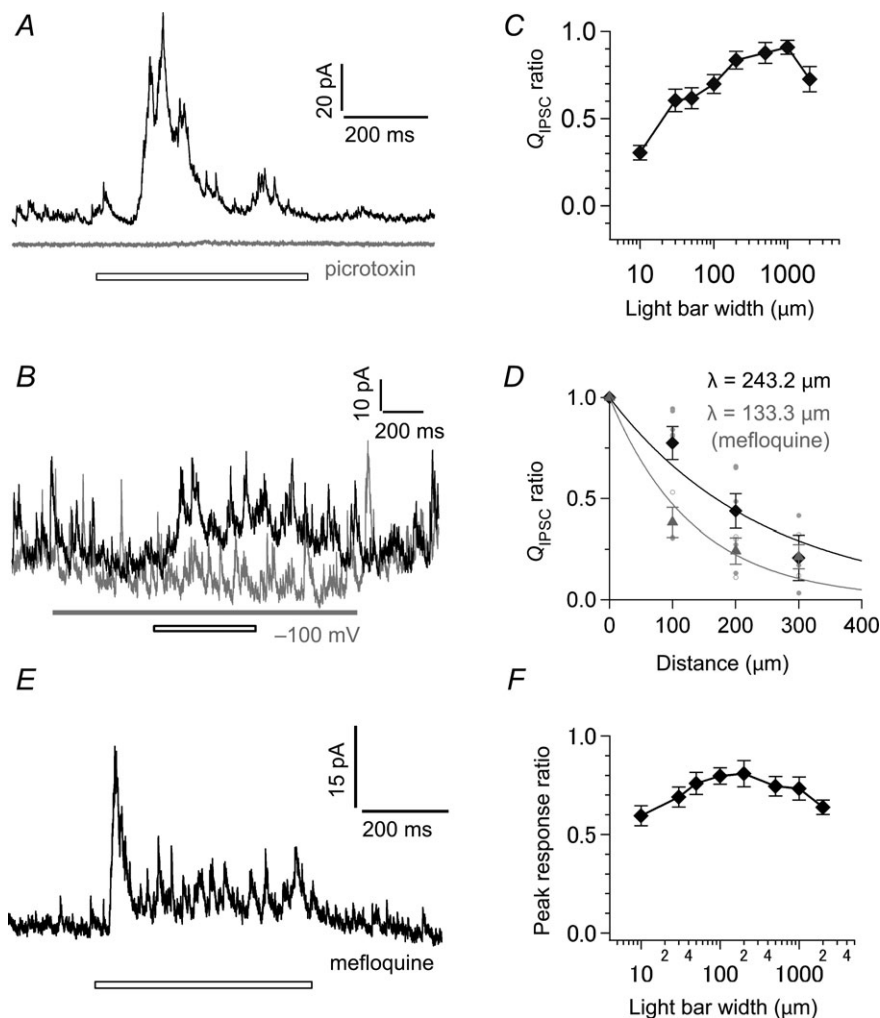 A
20 pA
200 ms
picrotoxin
C
QIPSC ratio
1.0
0.5
0.0
10 100 1000
Light bar width (µm)
B
10 pA
200 ms
–100 mV
D
λ = 243.2 µm
λ = 133.3 µm
(mefloquine)
QIPSC ratio
1.0
0.5
0.0
0 100 200 300 400
Distance (µm)
E
15 pA
200 ms
mefloquine
F
Peak response ratio
1.0
0.5
0.0
10 2 4 100 2 4 1000 2 4
Light bar width (µm)